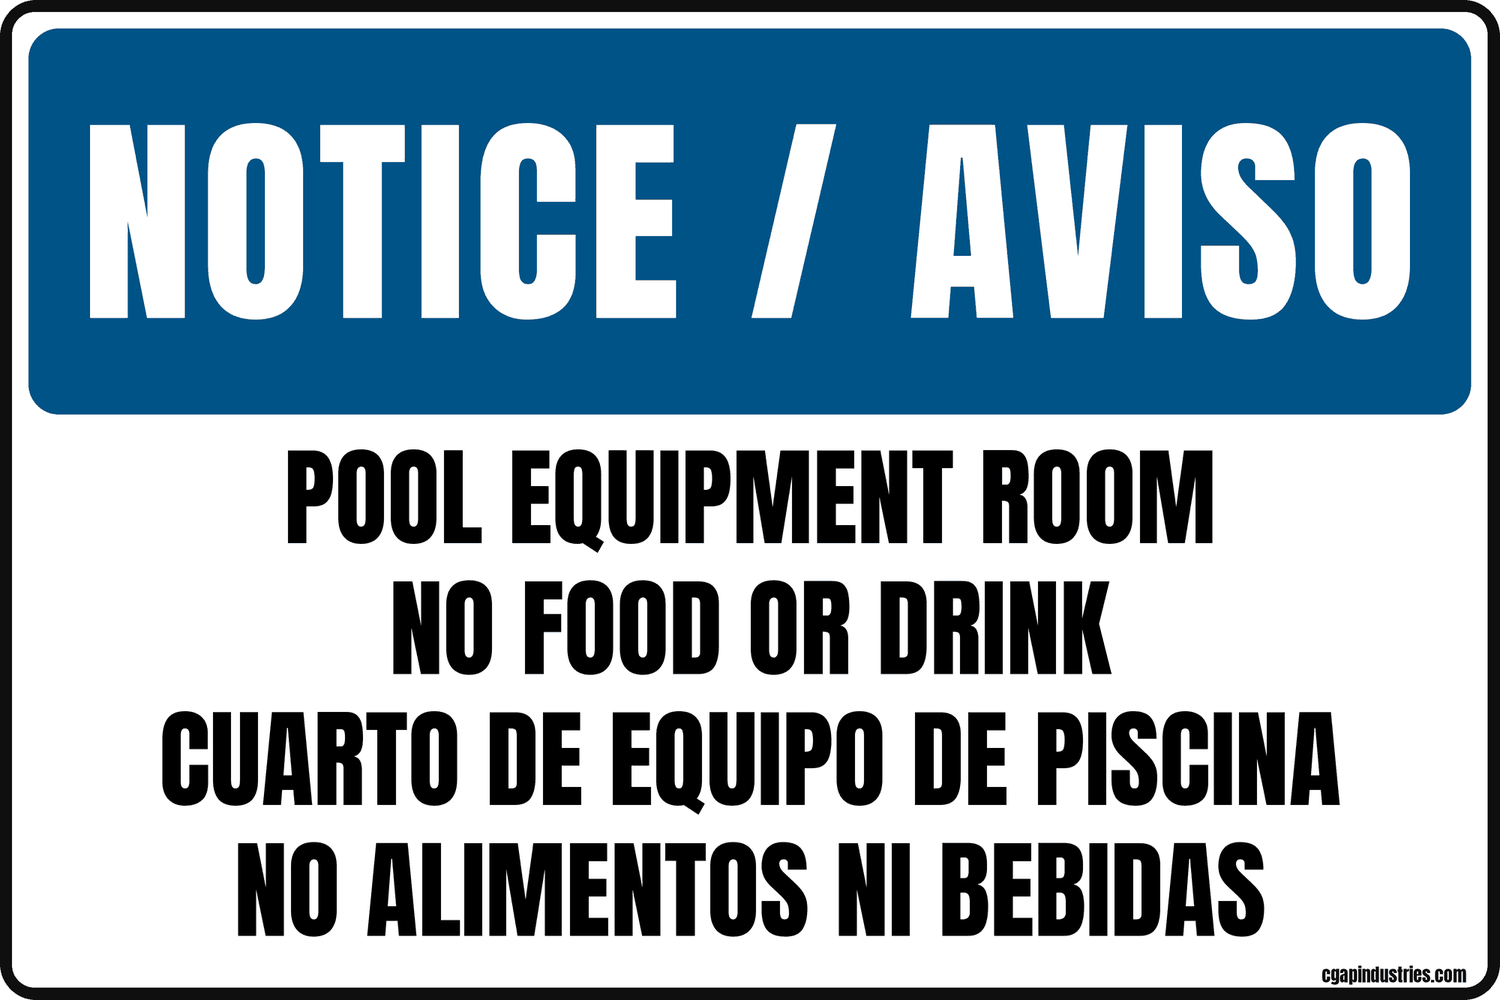 NOTICE / AVISO
POOL EQUIPMENT ROOM
NO FOOD OR DRINK
CUARTO DE EQUIPO DE PISCINA
NO ALIMENTOS NI BEBIDAS
cgapindustries.com